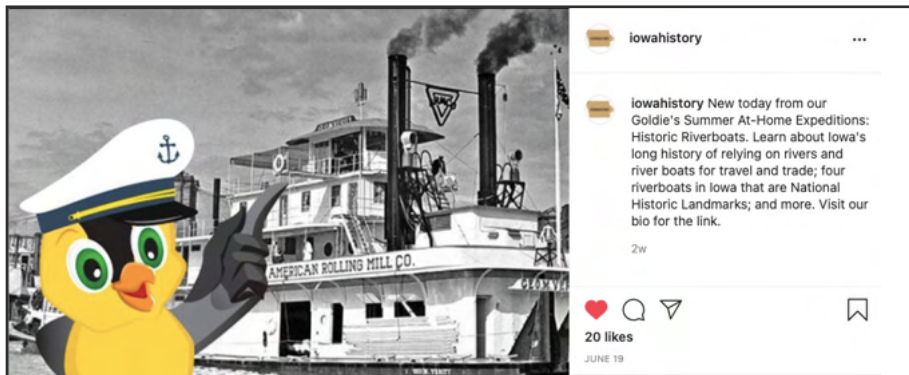 AMERICAN ROLLING MILL CO.
iowahistory
iowahistory New today from our
Goldie's Summer At-Home Expeditions:
Historic Riverboats. Learn about Iowa's
long history of relying on rivers and
river boats for travel and trade; four
riverboats in Iowa that are National
Historic Landmarks; and more. Visit our
bio for the link.
2w
20 likes
JUNE 19